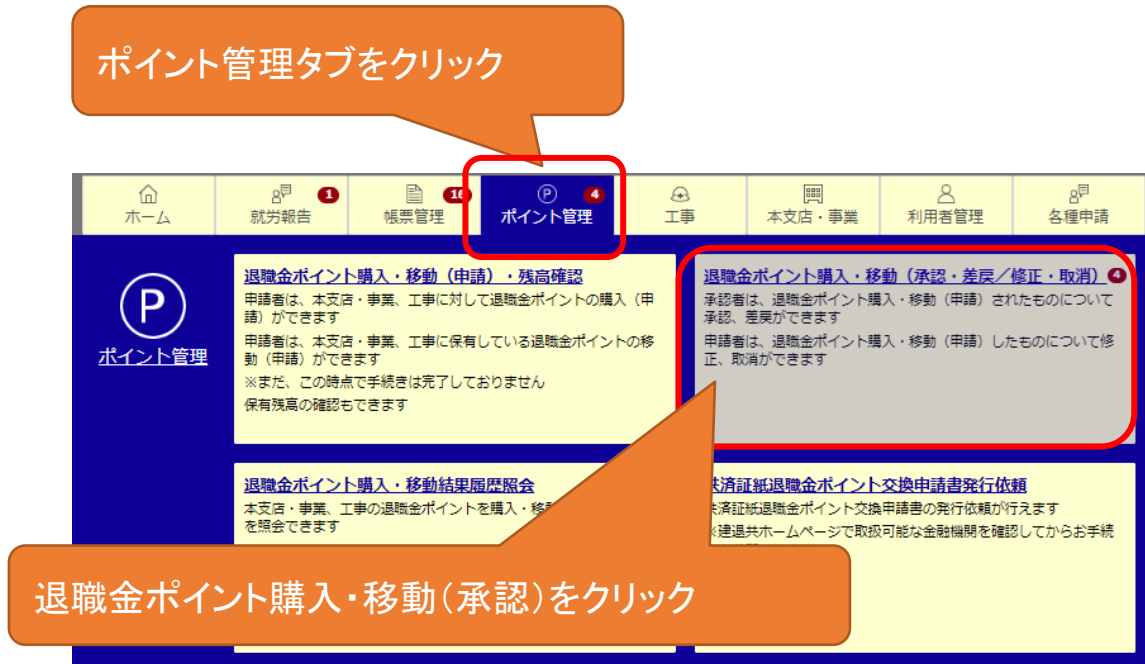 ポイント管理タブをクリック
ホーム
就労報告
1
帳票管理
16
ポイント管理
4
工事
本支店・事業
利用者管理
各種申請
P
ポイント管理
退職金ポイント購入・移動（申請）・残高確認
申請者は、本支店・事業、工事に対して退職金ポイントの購入（申
請）ができます
申請者は、本支店・事業、工事に保有している退職金ポイントの移
動（申請）ができます
※まだ、この時点で手続きは完了しておりません
保有残高の確認もできます
退職金ポイント購入・移動（承認・差戻／修正・取消） 4
承認者は、退職金ポイント購入・移動（申請）されたものについて
承認、差戻ができます
申請者は、退職金ポイント購入・移動（申請）したものについて修
正、取消ができます
退職金ポイント購入・移動結果履歴照会
本支店・事業、工事の退職金ポイントを購入・移動
を照会できます
済証紙退職金ポイント交換申請書発行依頼
済証紙退職金ポイント交換申請書の発行依頼が行えます
建退共ホームページで取扱可能な金融機関を確認してからお手続
退職金ポイント購入・移動（承認）をクリック